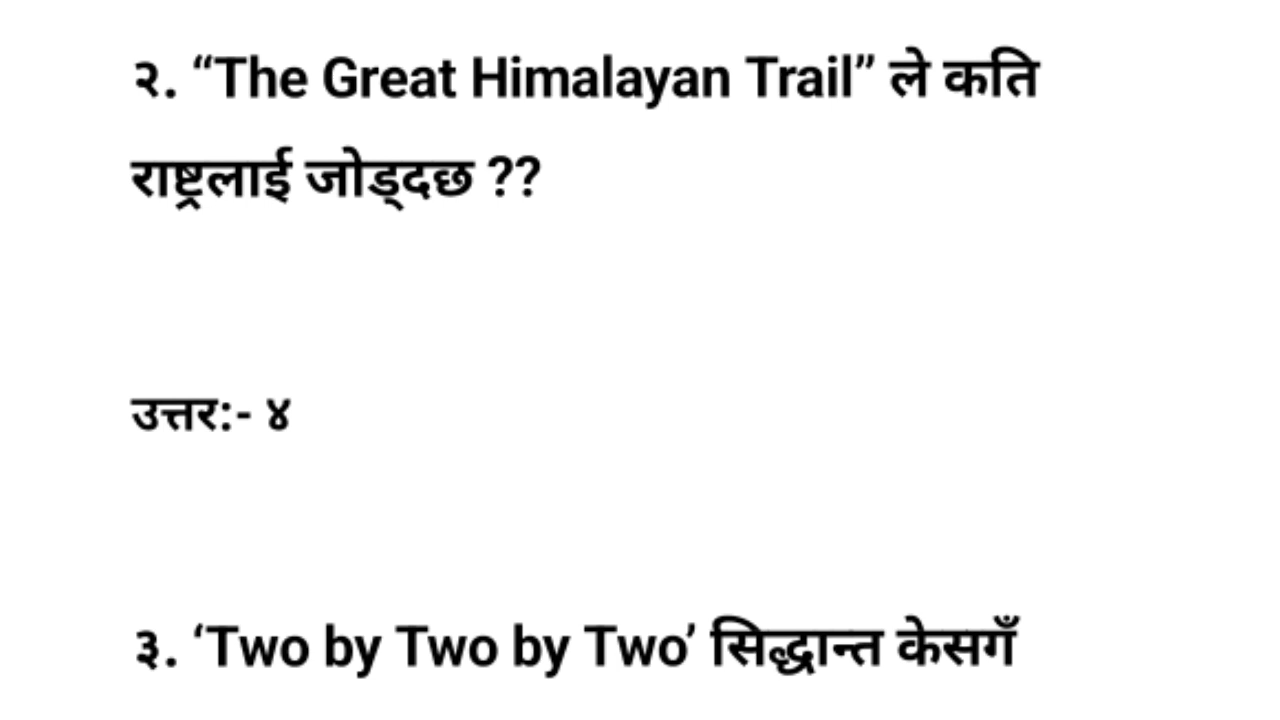 २. “The Great Himalayan Trail” ले कति
राष्ट्रलाई जोड्दछ ??
उत्तर:- ४
३. ‘Two by Two by Two’ सिद्धान्त केसगँ